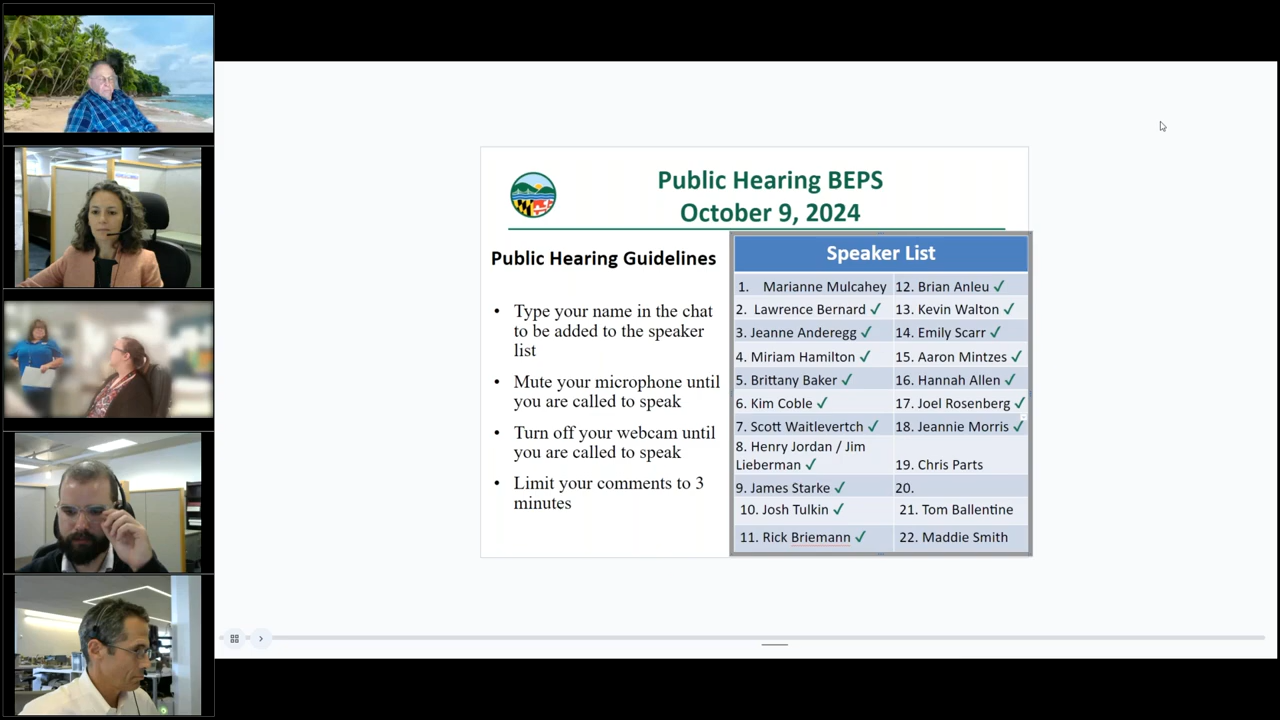 Public Hearing BEPS
October 9, 2024
Public Hearing Guidelines
• Type your name in the chat
to be added to the speaker
list
• Mute your microphone until
you are called to speak
• Turn off your webcam until
you are called to speak
• Limit your comments to 3
minutes
Speaker List
1. Marianne Mulcahey
2. Lawrence Bernard ✓
3. Jeanne Anderegg ✓
4. Miriam Hamilton ✓
5. Brittany Baker ✓
6. Kim Coble ✓
7. Scott Waitlevertch ✓
8. Henry Jordan / Jim
Lieberman ✓
9. James Starke ✓
10. Josh Tulkin ✓
11. Rick Briemann ✓
12. Brian Anleu ✓
13. Kevin Walton ✓
14. Emily Scarr ✓
15. Aaron Mintzes ✓
16. Hannah Allen ✓
17. Joel Rosenberg ✓
18. Jeannie Morris ✓
19. Chris Parts
20.
21. Tom Ballentine
22. Maddie Smith